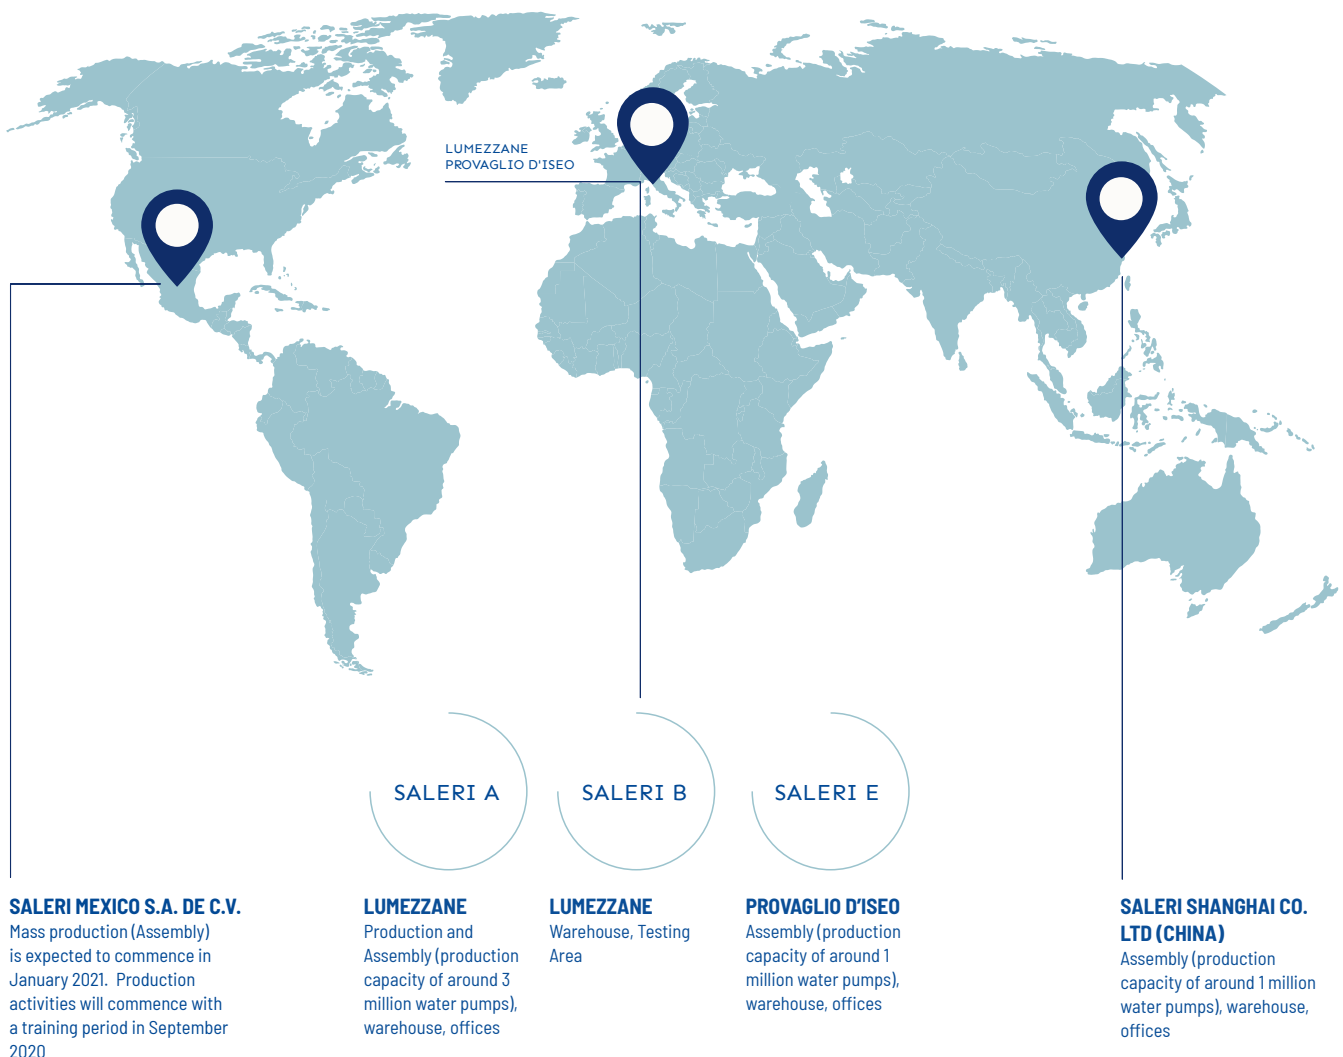 LUMEZZANE
PROVAGLIO D'ISEO
SALERI A
SALERI B
SALERI E
SALERI MEXICO S.A. DE C.V.
Mass production (Assembly)
is expected to commence in
January 2021.  Production
activities will commence with
a training period in September
2020
LUMEZZANE
Production and
Assembly (production
capacity of around 3
million water pumps),
warehouse, offices
LUMEZZANE
Warehouse, Testing
Area
PROVAGLIO D’ISEO
Assembly (production
capacity of around 1
million water pumps),
warehouse, offices
SALERI SHANGHAI CO.
LTD (CHINA)
Assembly (production
capacity of around 1 million
water pumps), warehouse,
offices